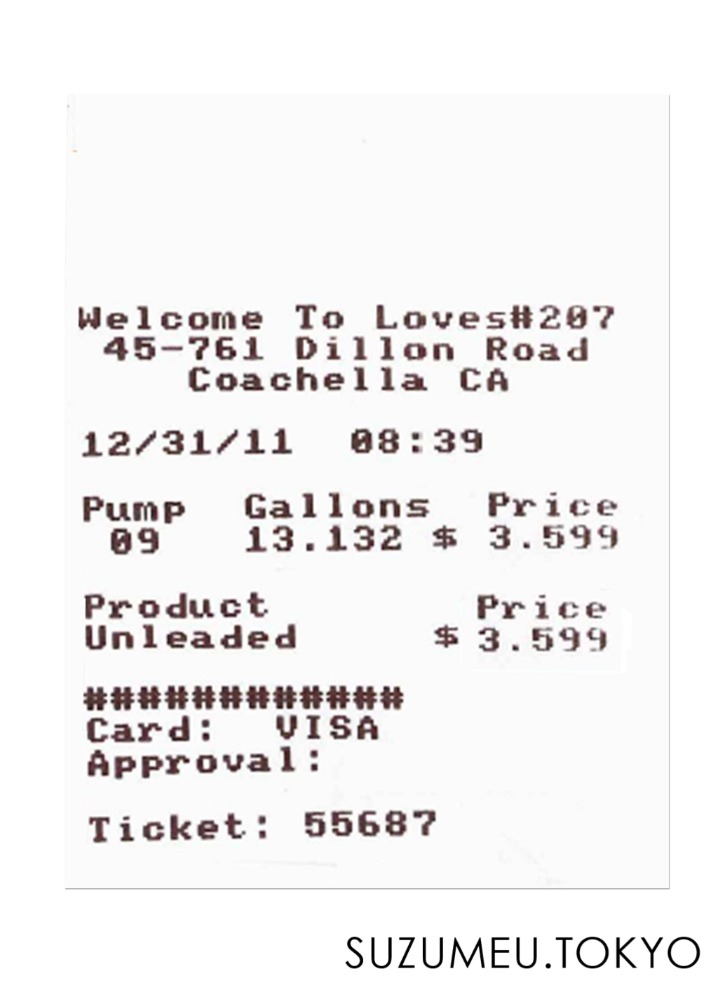 Welcome To Loves#207
45-761 Dillon Road
Coachella CA
12/31/11 08:39
Pump Gallons Price
09 13.132 $ 3.599
Product Price
Unleaded $ 3.599
############
Card: VISA
Approval:
Ticket: 55687
SUZUMEU.TOKYO